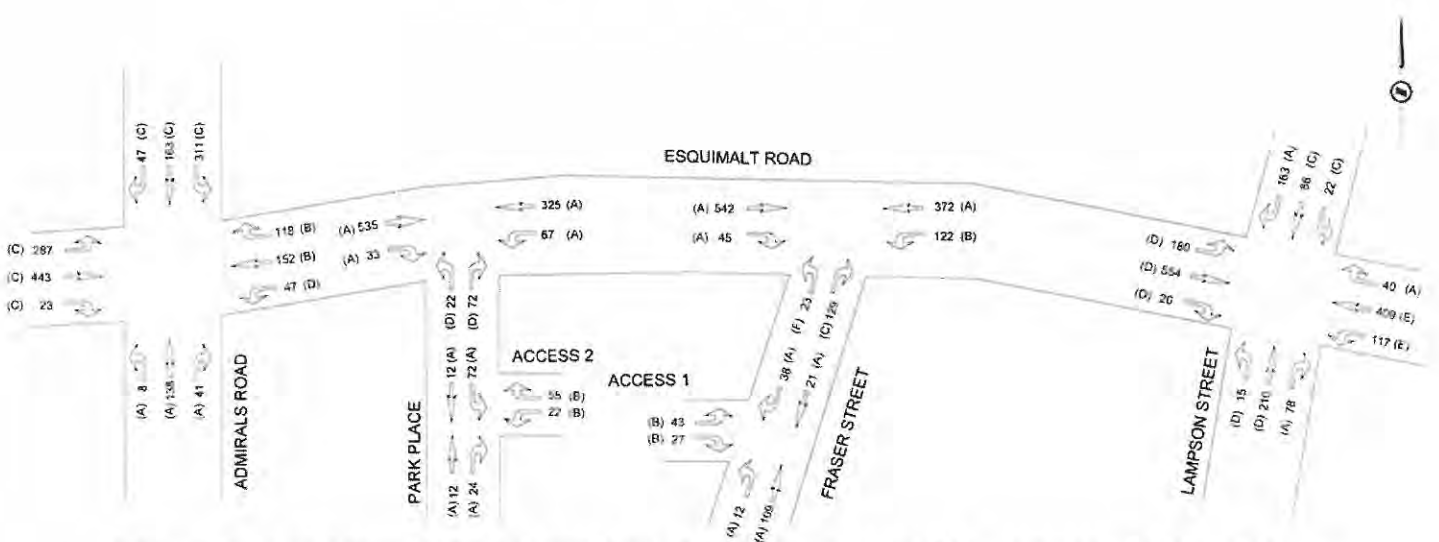 ESQUIMALT ROAD
47 (C)
163 (C)
311 (C)
(C) 287
(C) 443
(C) 23
118 (B)
152 (B)
47 (D)
(A) 8
(A) 138
(A) 41
ADMIRALS ROAD
(A) 535
(A) 33
325 (A)
67 (A)
(D) 22
(D) 72
12 (A)
72 (A)
PARK PLACE
(A) 12
(A) 24
ACCESS 2
55 (B)
22 (B)
ACCESS 1
(B) 43
(B) 27
(A) 542
(A) 45
372 (A)
122 (B)
(F) 23
(C) 129
38 (A)
21 (A)
(A) 12
(A) 109
FRASER STREET
(D) 180
(D) 554
(D) 20
163 (A)
86 (C)
22 (C)
40 (A)
409 (E)
117 (E)
(D) 15
(D) 210
(A) 78
LAMPSON STREET